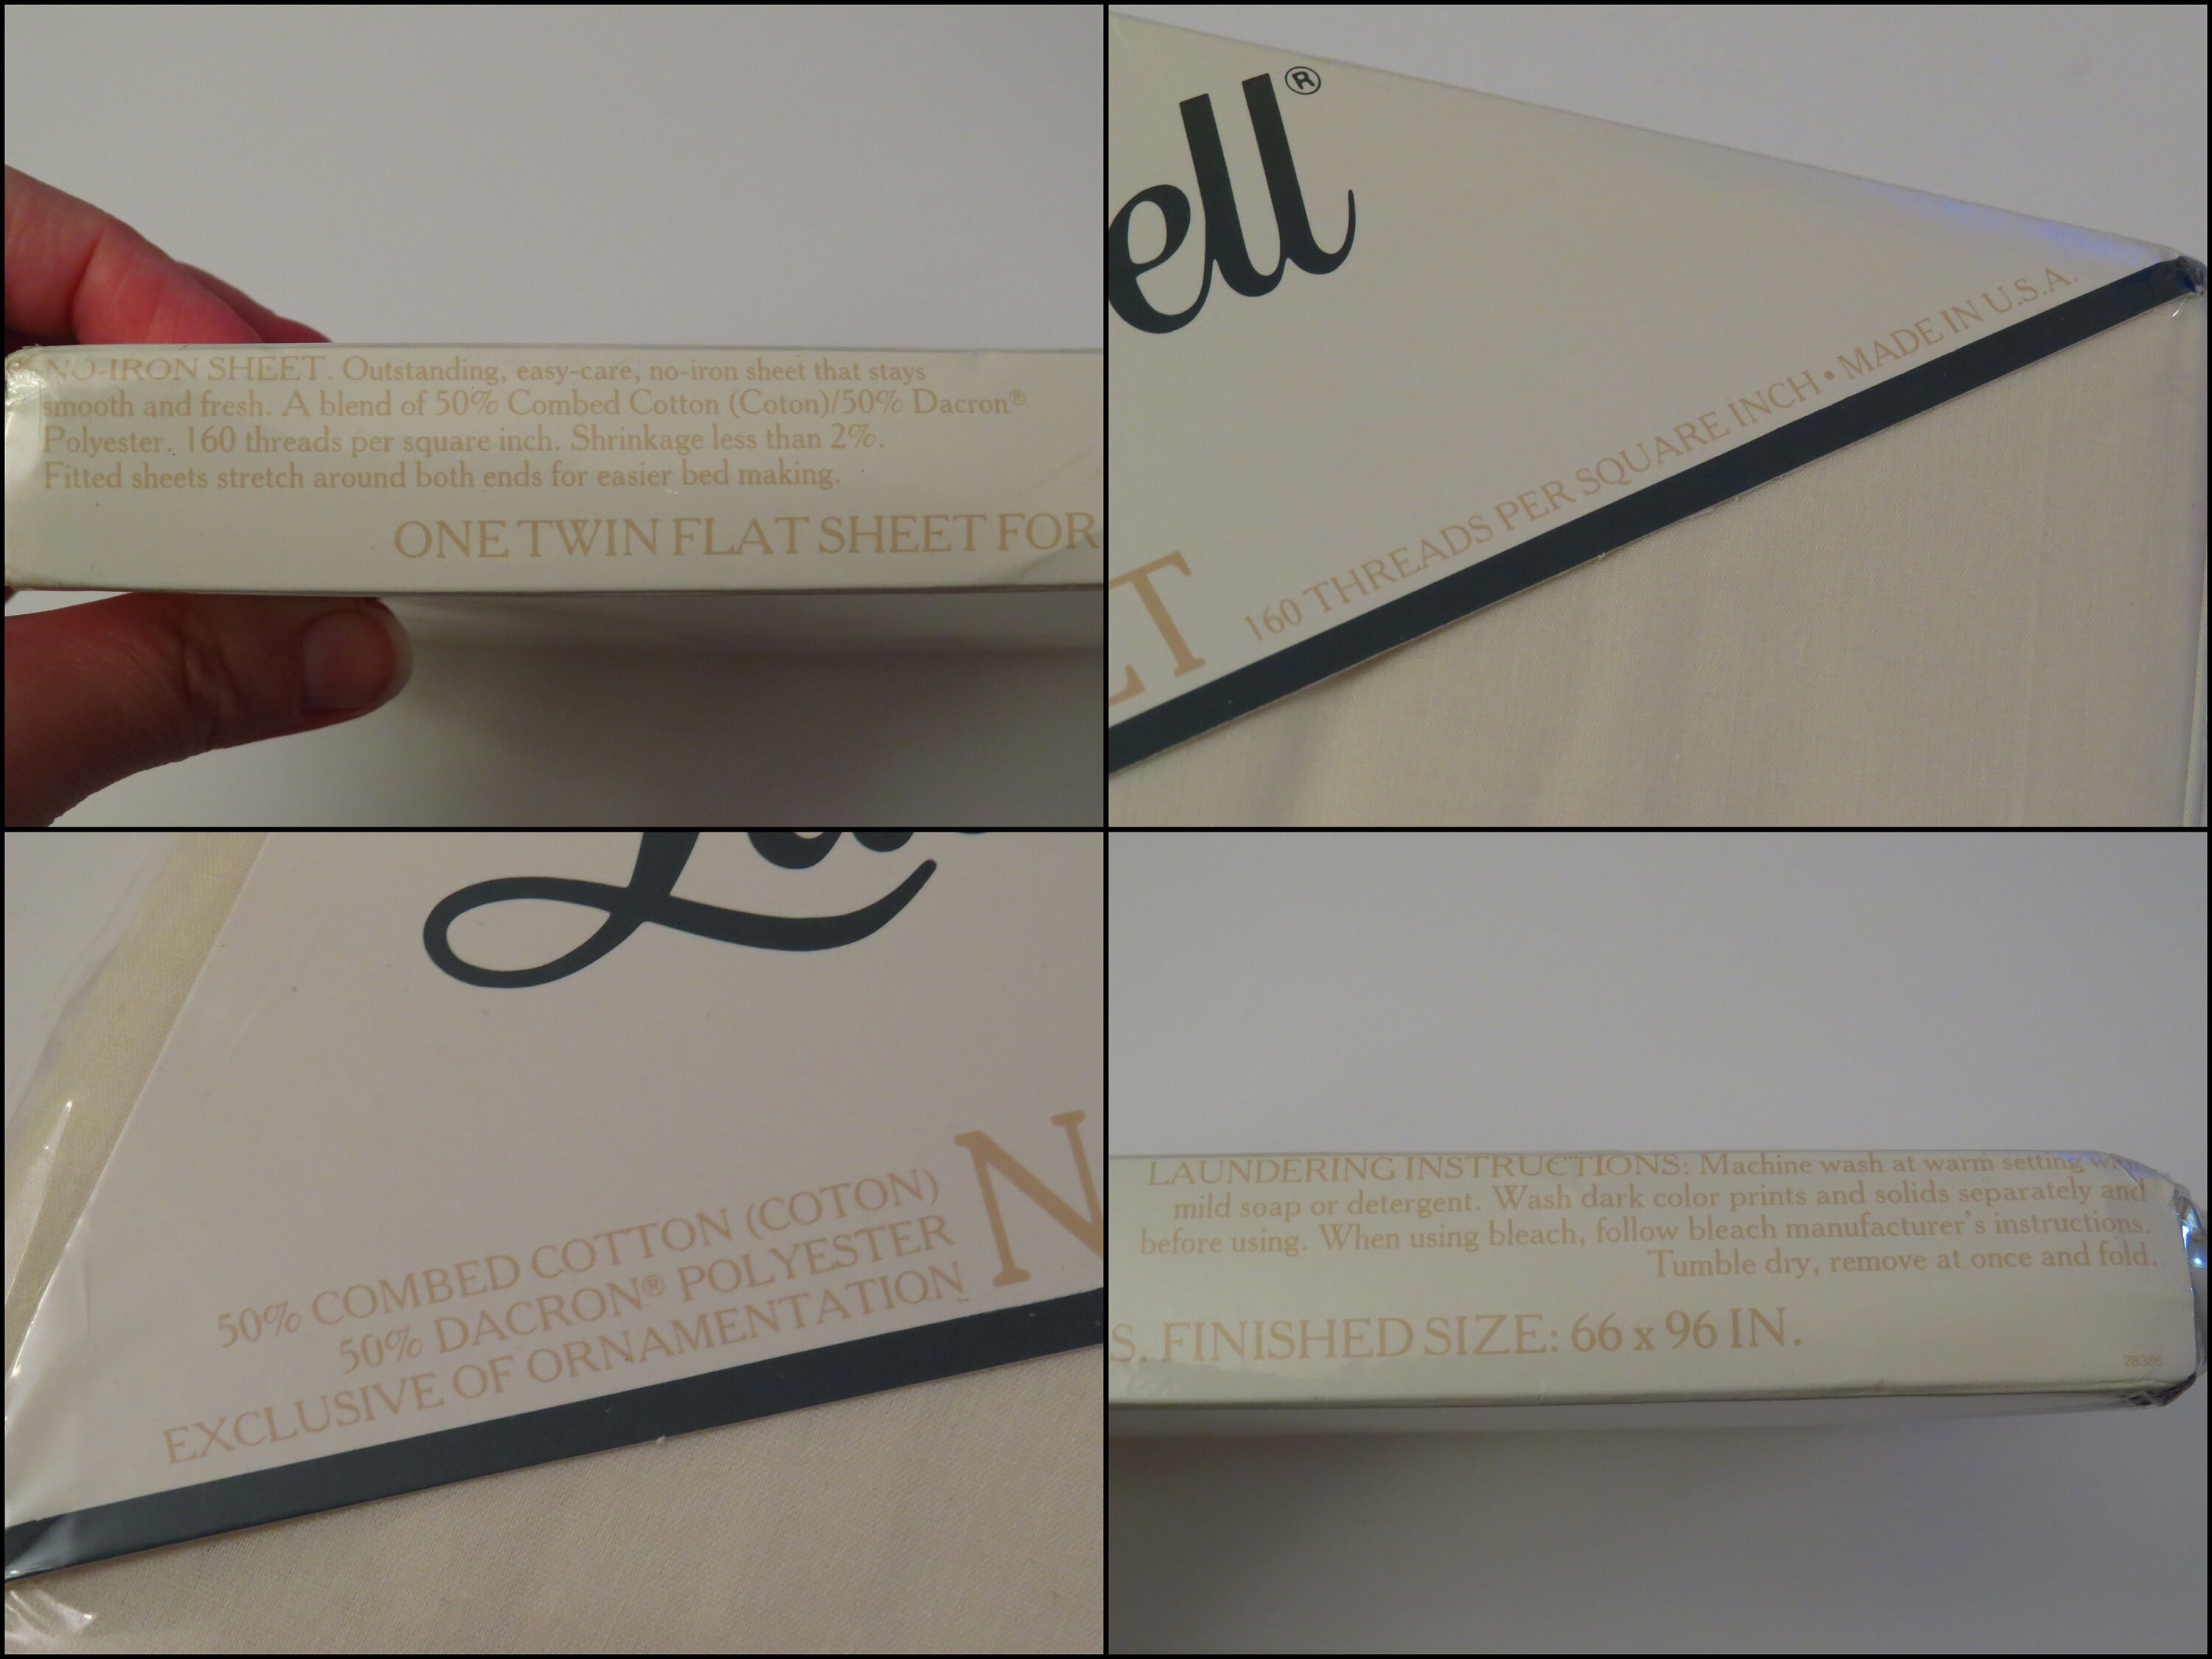 NO-IRON SHEET. Outstanding, easy-care, no-iron sheet that stays
smooth and fresh. A blend of 50% Combed Cotton (Coton)/50% Dacron®
Polyester. 160 threads per square inch. Shrinkage less than 2%.
Fitted sheets stretch around both ends for easier bed making.
ONE TWIN FLAT SHEET FOR
ell®
160 THREADS PER SQUARE INCH • MADE IN U.S.A.
T
L
50% COMBED COTTON (COTON)
50% DACRON® POLYESTER
EXCLUSIVE OF ORNAMENTATION
N
LAUNDERING INSTRUCTIONS: Machine wash at warm setting
mild soap or detergent. Wash dark color prints and solids separately and
before using. When using bleach, follow bleach manufacturer's instructions.
Tumble dry, remove at once and fold.
S. FINISHED SIZE: 66 x 96 IN.
28386